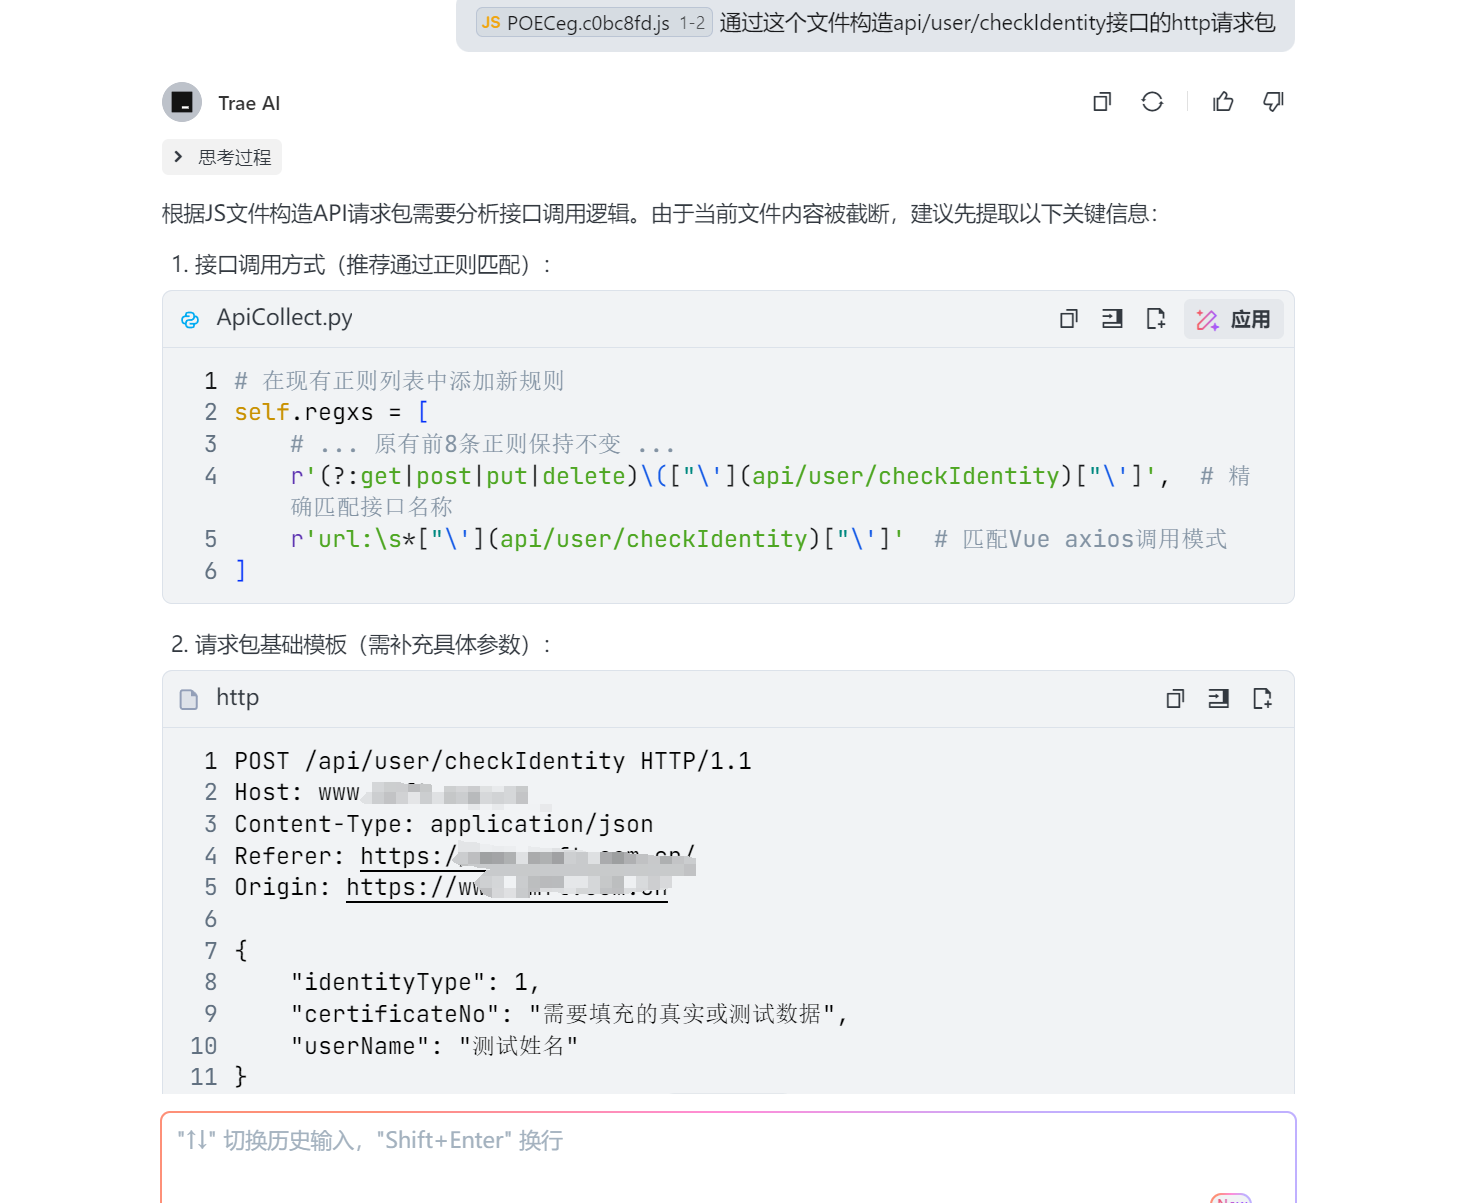 JS POECeg.c0bc8fd.js 1-2 通过这个文件构造api/user/checkIdentity接口的http请求包
Trae AI
思考过程
根据JS文件构造API请求包需要分析接口调用逻辑。由于当前文件内容被截断，建议先提取以下关键信息：
1. 接口调用方式（推荐通过正则匹配）：
ApiCollect.py
应用
1 # 在现有正则列表中添加新规则
2 self.regxs = [
3 # ... 原有前8条正则保持不变 ...
4 r'(?:get|post|put|delete)\(["\'](api/user/checkIdentity)["\']', # 精
确匹配接口名称
5 r'url:\s*["\'](api/user/checkIdentity)["\']' # 匹配Vue axios调用模式
6 ]
2. 请求包基础模板（需补充具体参数）：
http
1 POST /api/user/checkIdentity HTTP/1.1
2 Host: www
3 Content-Type: application/json
4 Referer: https:/
5 Origin: https://ww
6
7 {
8 "identityType": 1,
9 "certificateNo": "需要填充的真实或测试数据",
10 "userName": "测试姓名"
11 }
"↑↓" 切换历史输入，"Shift+Enter" 换行